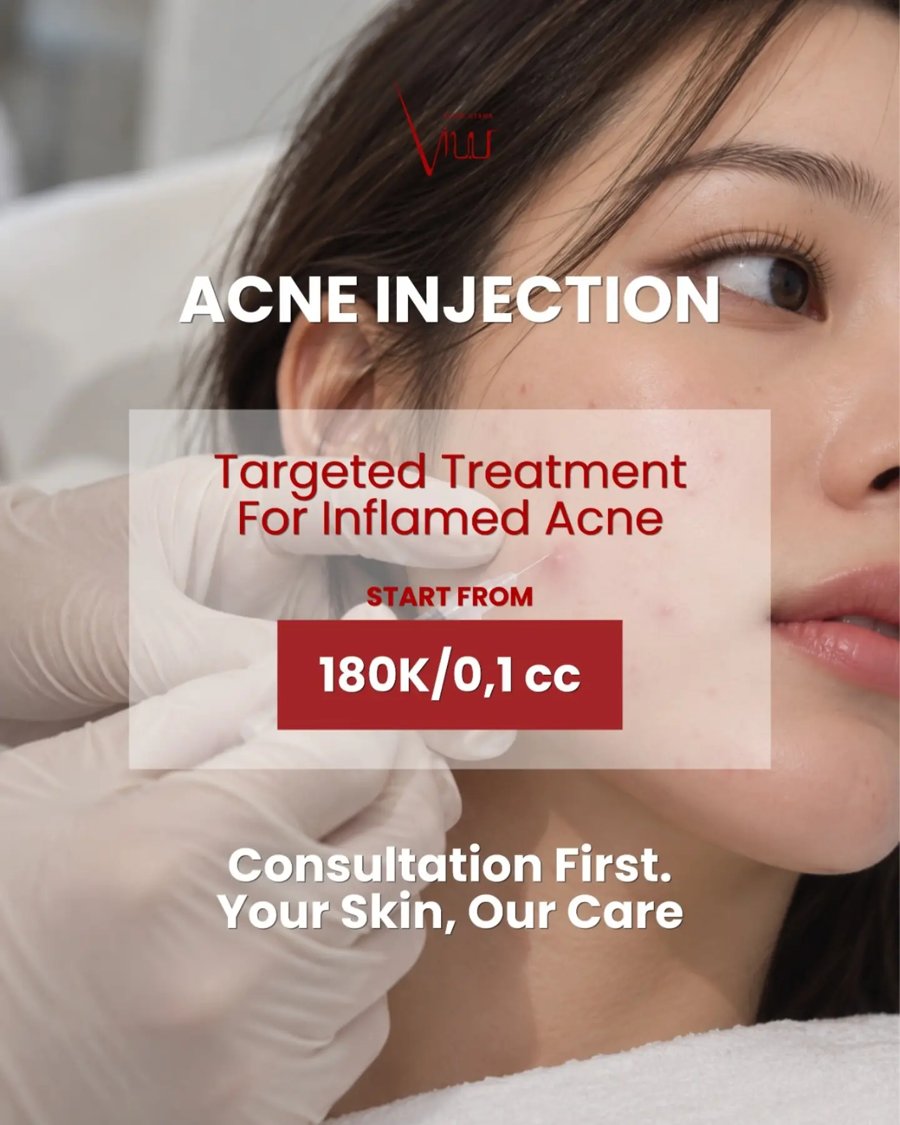 ACNE INJECTION
Targeted Treatment
For Inflamed Acne
START FROM
180K/0,1 cc
Consultation First.
Your Skin, Our Care